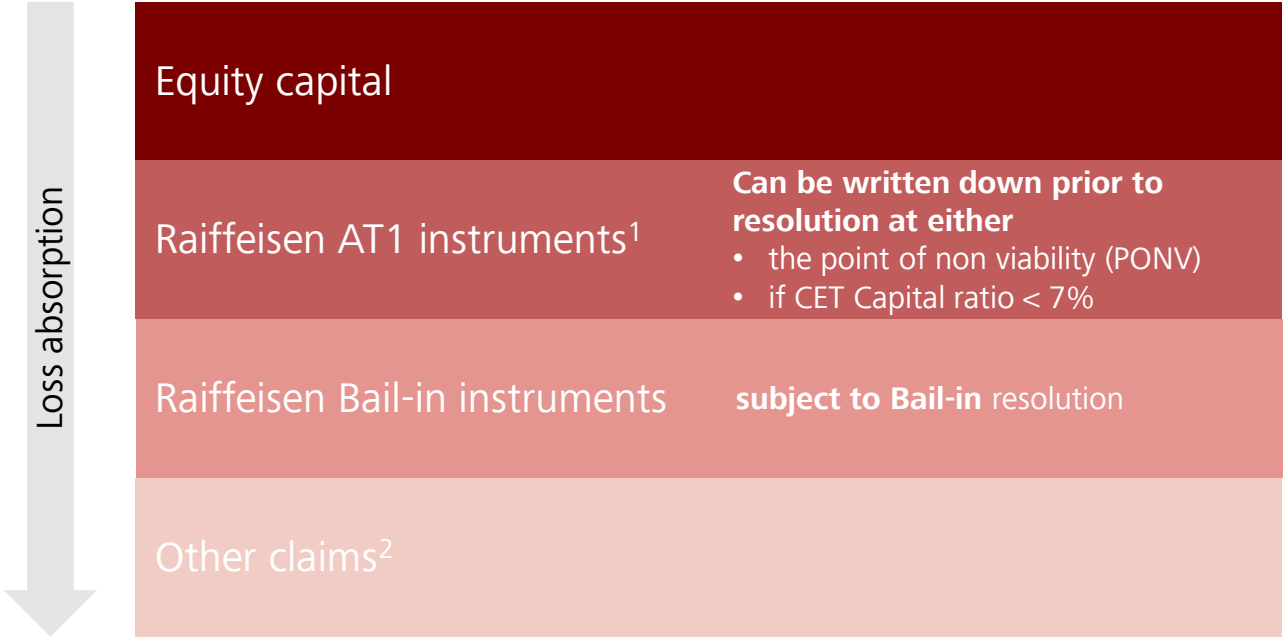 Loss absorption
Equity capital
Raiffeisen AT1 instruments¹
Can be written down prior to
resolution at either
• the point of non viability (PONV)
• if CET Capital ratio < 7%
Raiffeisen Bail-in instruments
subject to Bail-in resolution
Other claims²